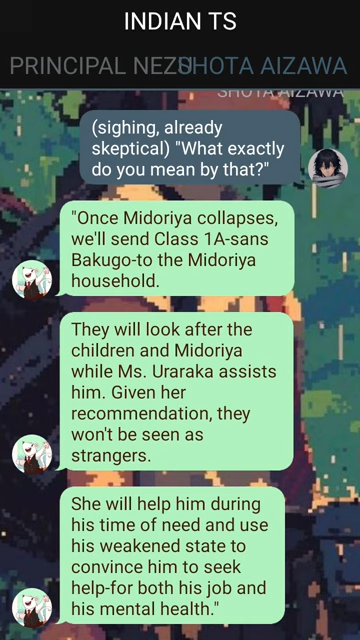 INDIAN TS
PRINCIPAL NEZU SHOTA AIZAWA
SHOTA AIZAWA
(sighing, already
skeptical) "What exactly
do you mean by that?"
"Once Midoriya collapses,
we'll send Class 1A-sans
Bakugo-to the Midoriya
household.
They will look after the
children and Midoriya
while Ms. Uraraka assists
him. Given her
recommendation, they
won't be seen as
strangers.
She will help him during
his time of need and use
his weakened state to
convince him to seek
help-for both his job and
his mental health."